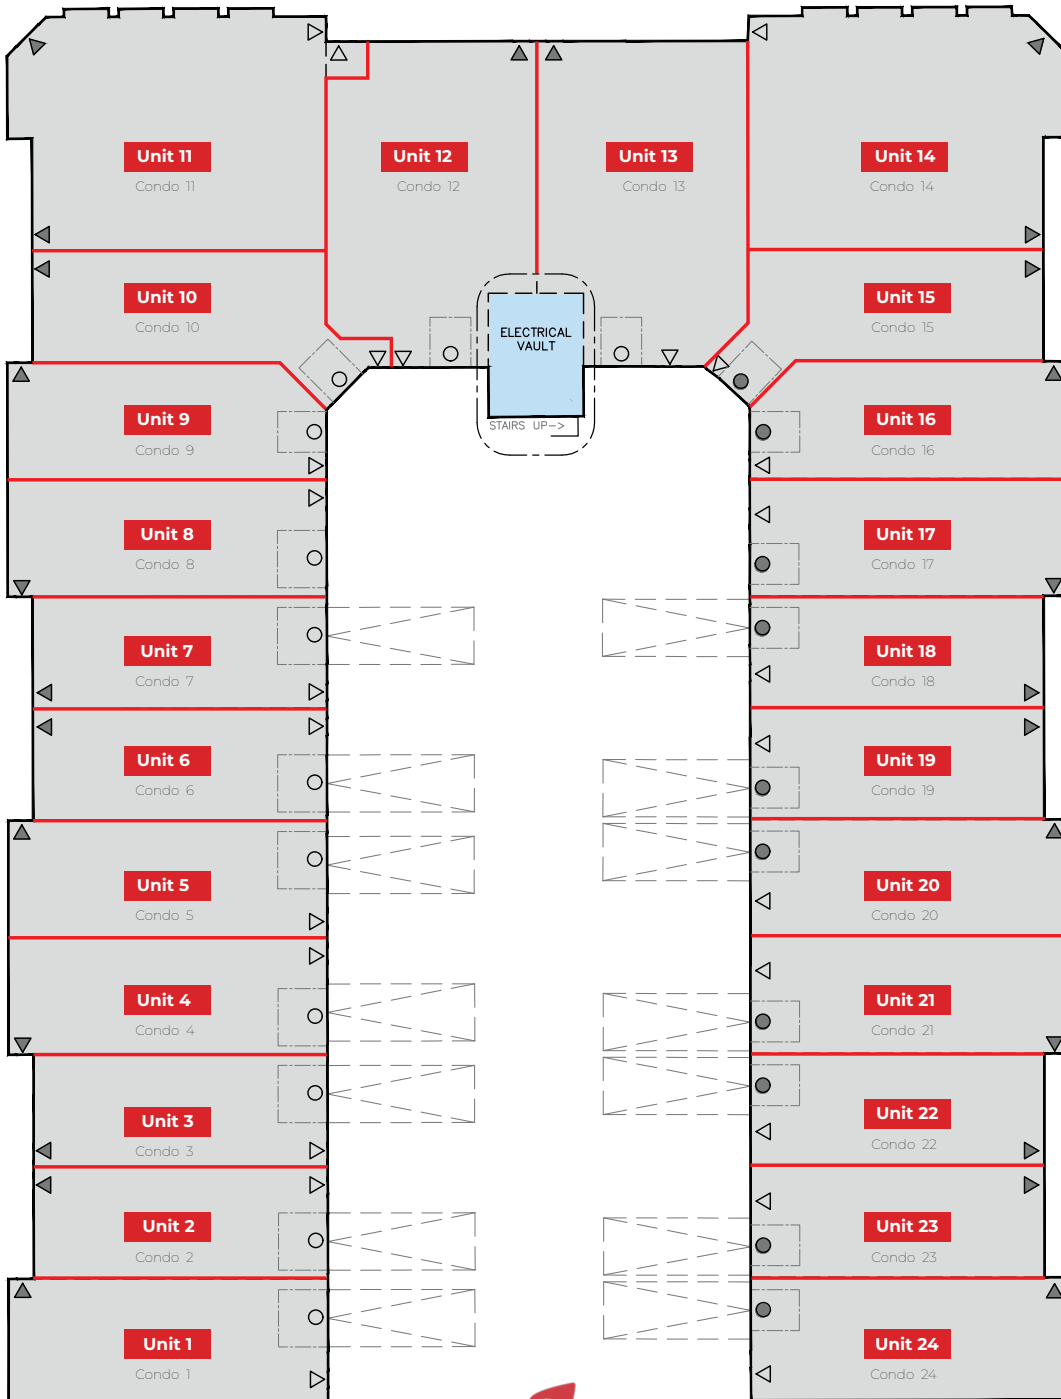 Unit 11
Condo 11
Unit 12
Condo 12
Unit 13
Condo 13
Unit 14
Condo 14
Unit 10
Condo 10
Unit 15
Condo 15
ELECTRICAL
VAULT
STAIRS UP->
Unit 9
Condo 9
Unit 16
Condo 16
Unit 8
Condo 8
Unit 17
Condo 17
Unit 7
Condo 7
Unit 18
Condo 18
Unit 6
Condo 6
Unit 19
Condo 19
Unit 5
Condo 5
Unit 20
Condo 20
Unit 4
Condo 4
Unit 21
Condo 21
Unit 3
Condo 3
Unit 22
Condo 22
Unit 2
Condo 2
Unit 23
Condo 23
Unit 1
Condo 1
Unit 24
Condo 24